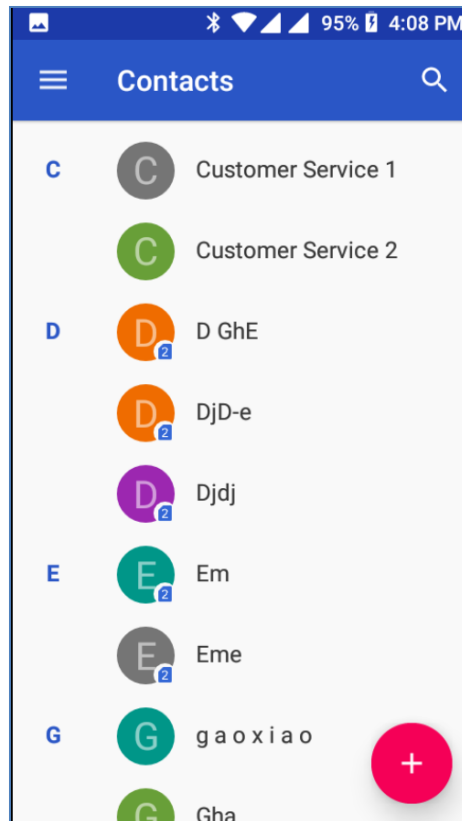 95% 4:08 PM
Contacts
C C Customer Service 1
C Customer Service 2
D D 2 D GhE
D 2 DjD-e
D 2 Djdj
E E 2 Em
E 2 Eme
G G g a o x i a o
G Gha